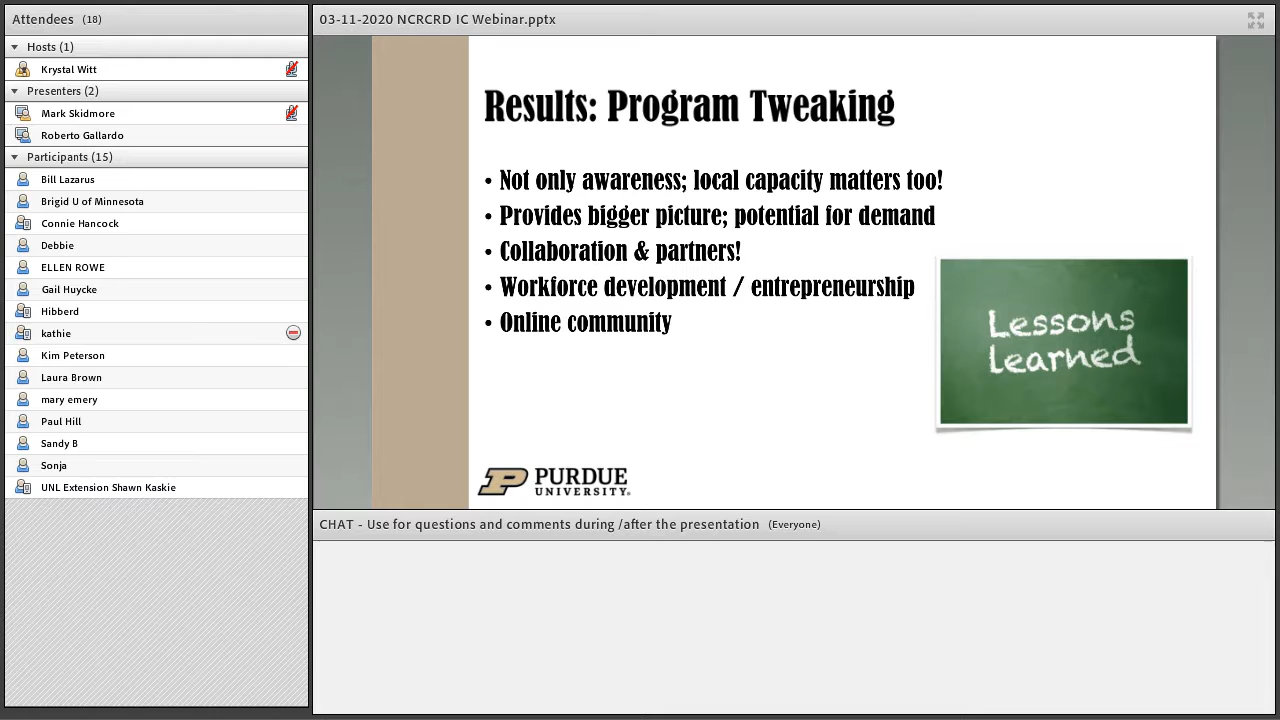 Attendees (18)
Hosts (1)
Krystal Witt
Presenters (2)
Mark Skidmore
Roberto Gallardo
Participants (15)
Bill Lazarus
Brigid U of Minnesota
Connie Hancock
Debbie
ELLEN ROWE
Gail Huycke
Hibberd
kathie
Kim Peterson
Laura Brown
mary emery
Paul Hill
Sandy B
Sonja
UNL Extension Shawn Kaskie
03-11-2020 NCRCRD IC Webinar.pptx
Results: Program Tweaking
• Not only awareness; local capacity matters too!
• Provides bigger picture; potential for demand
• Collaboration & partners!
• Workforce development / entrepreneurship
• Online community
Lessons
learned
P PURDUE
UNIVERSITY.
CHAT - Use for questions and comments during /after the presentation (Everyone)